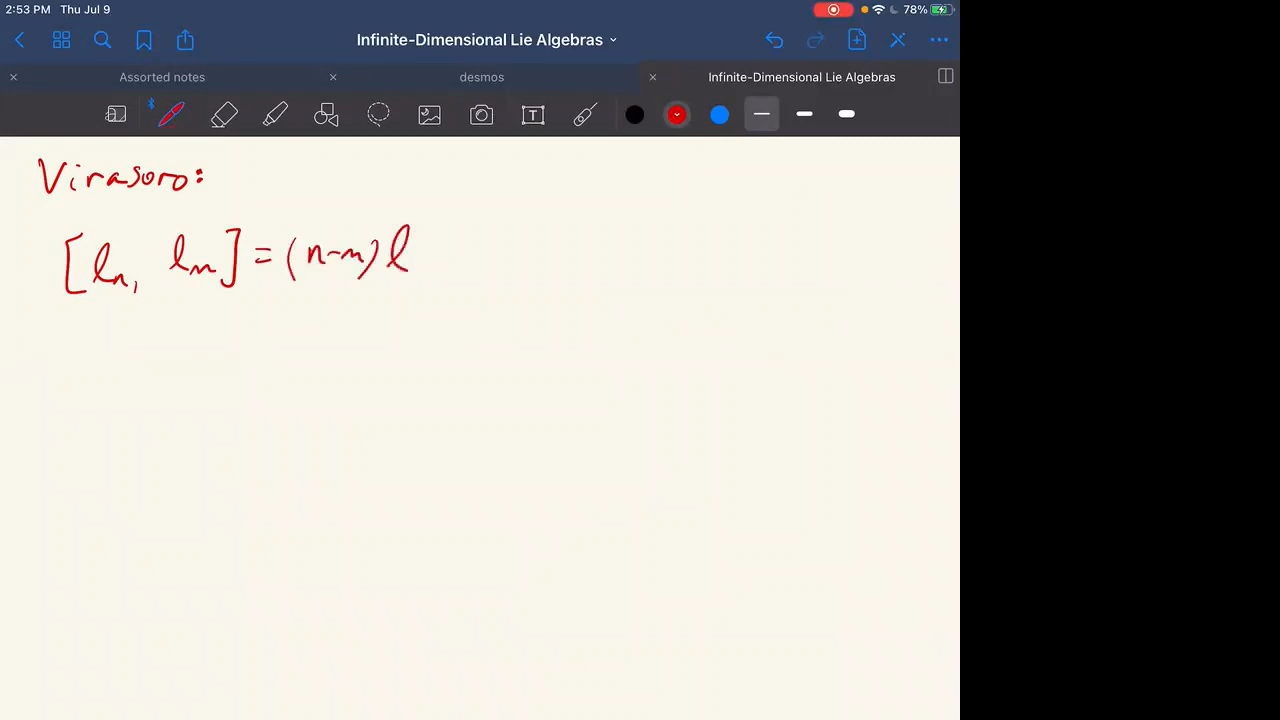 2:53 PM Thu Jul 9 78%
Infinite-Dimensional Lie Algebras
Assorted notes desmos Infinite-Dimensional Lie Algebras
Virasoro:
[lₙ, lₘ] = (n-m) l